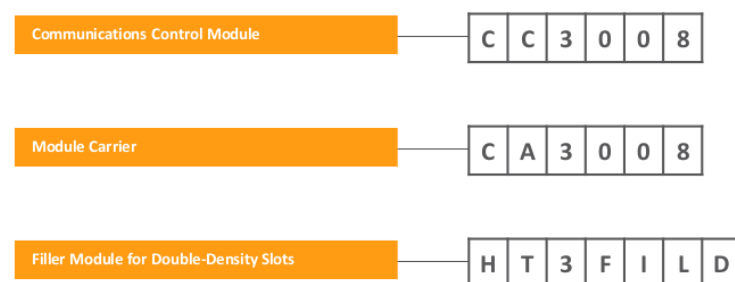 Communications Control Module C C 3 0 0 8
Module Carrier C A 3 0 0 8
Filler Module for Double-Density Slots H T 3 F I L D